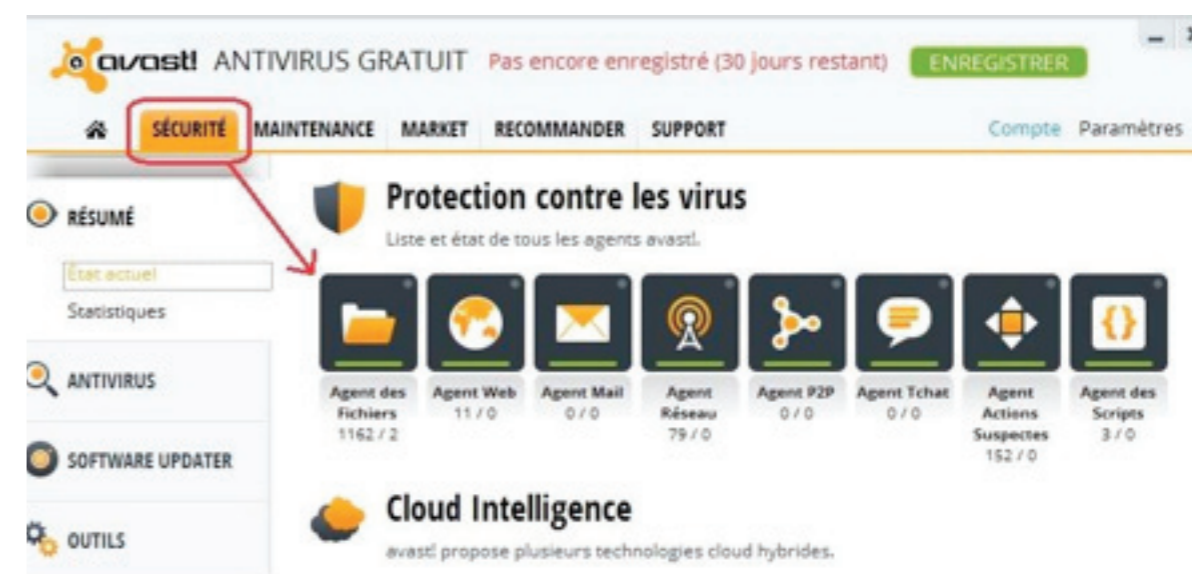 avast! ANTIVIRUS GRATUIT Pas encore enregistré (30 jours restant) ENREGISTRER
SÉCURITÉ MAINTENANCE MARKET RECOMMANDER SUPPORT Compte Paramètres
RÉSUMÉ
État actuel
Statistiques
ANTIVIRUS
SOFTWARE UPDATER
OUTILS
Protection contre les virus
Liste et état de tous les agents avast!.
Agent des Fichiers
1162 / 2
Agent Web
11 / 0
Agent Mail
0 / 0
Agent Réseau
79 / 0
Agent P2P
0 / 0
Agent Tchat
0 / 0
Agent Actions Suspectes
152 / 0
Agent des Scripts
3 / 0
Cloud Intelligence
avast! propose plusieurs technologies cloud hybrides.